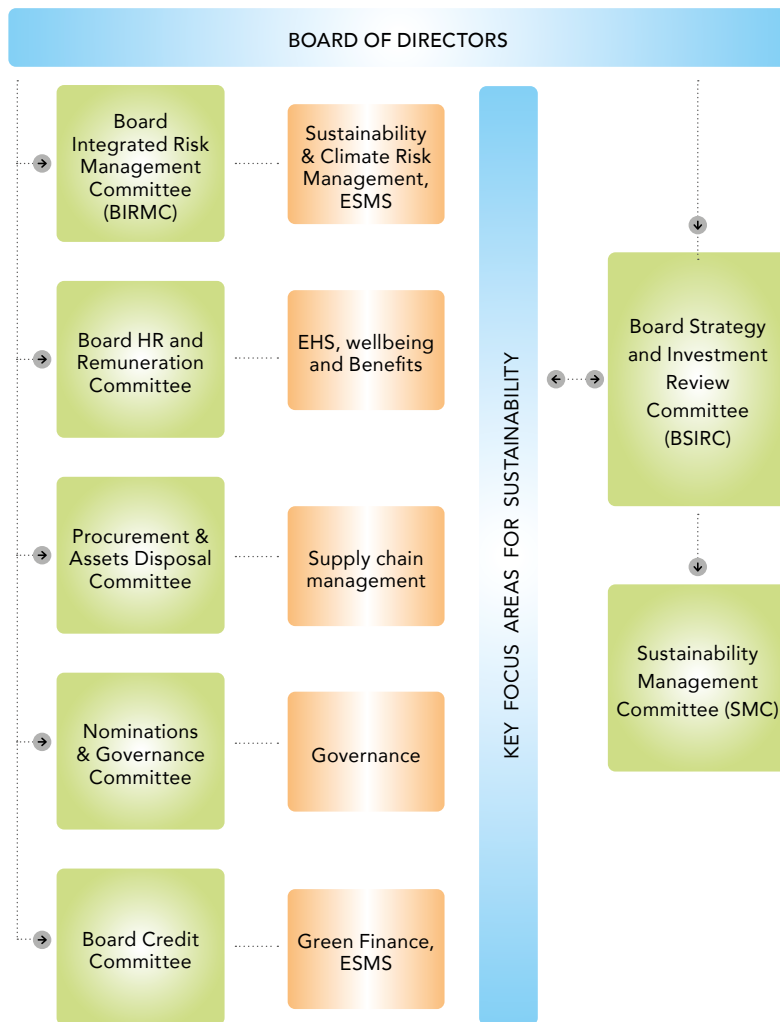 BOARD OF DIRECTORS
Board
Integrated Risk
Management
Committee
(BIRMC)
Sustainability
& Climate Risk
Management,
ESMS
Board HR and
Remuneration
Committee
EHS, wellbeing
and Benefits
Procurement &
Assets Disposal
Committee
Supply chain
management
Nominations
& Governance
Committee
Governance
Board Credit
Committee
Green Finance,
ESMS
KEY FOCUS AREAS FOR SUSTAINABILITY
Board Strategy
and Investment
Review
Committee
(BSIRC)
Sustainability
Management
Committee (SMC)